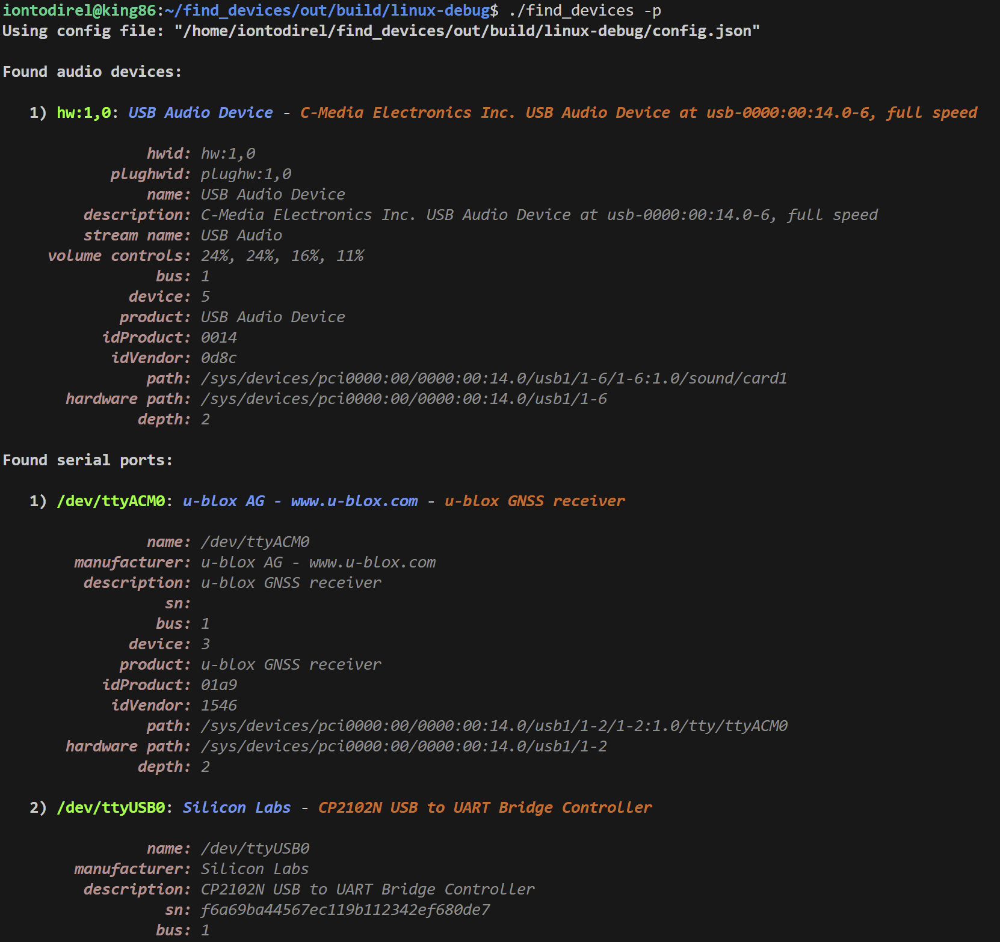 iontodirel@king86:~/find_devices/out/build/linux-debug$ ./find_devices -p
Using config file: "/home/iontodirel/find_devices/out/build/linux-debug/config.json"
Found audio devices:
1) hw:1,0: USB Audio Device - C-Media Electronics Inc. USB Audio Device at usb-0000:00:14.0-6, full speed
hwid: hw:1,0
plughwid: plughw:1,0
name: USB Audio Device
description: C-Media Electronics Inc. USB Audio Device at usb-0000:00:14.0-6, full speed
stream name: USB Audio
volume controls: 24%, 24%, 16%, 11%
bus: 1
device: 5
product: USB Audio Device
idProduct: 0014
idVendor: 0d8c
path: /sys/devices/pci0000:00/0000:00:14.0/usb1/1-6/1-6:1.0/sound/card1
hardware path: /sys/devices/pci0000:00/0000:00:14.0/usb1/1-6
depth: 2
Found serial ports:
1) /dev/ttyACM0: u-blox AG - www.u-blox.com - u-blox GNSS receiver
name: /dev/ttyACM0
manufacturer: u-blox AG - www.u-blox.com
description: u-blox GNSS receiver
sn:
bus: 1
device: 3
product: u-blox GNSS receiver
idProduct: 01a9
idVendor: 1546
path: /sys/devices/pci0000:00/0000:00:14.0/usb1/1-2/1-2:1.0/tty/ttyACM0
hardware path: /sys/devices/pci0000:00/0000:00:14.0/usb1/1-2
depth: 2
2) /dev/ttyUSB0: Silicon Labs - CP2102N USB to UART Bridge Controller
name: /dev/ttyUSB0
manufacturer: Silicon Labs
description: CP2102N USB to UART Bridge Controller
sn: f6a69ba44567ec119b112342ef680de7
bus: 1